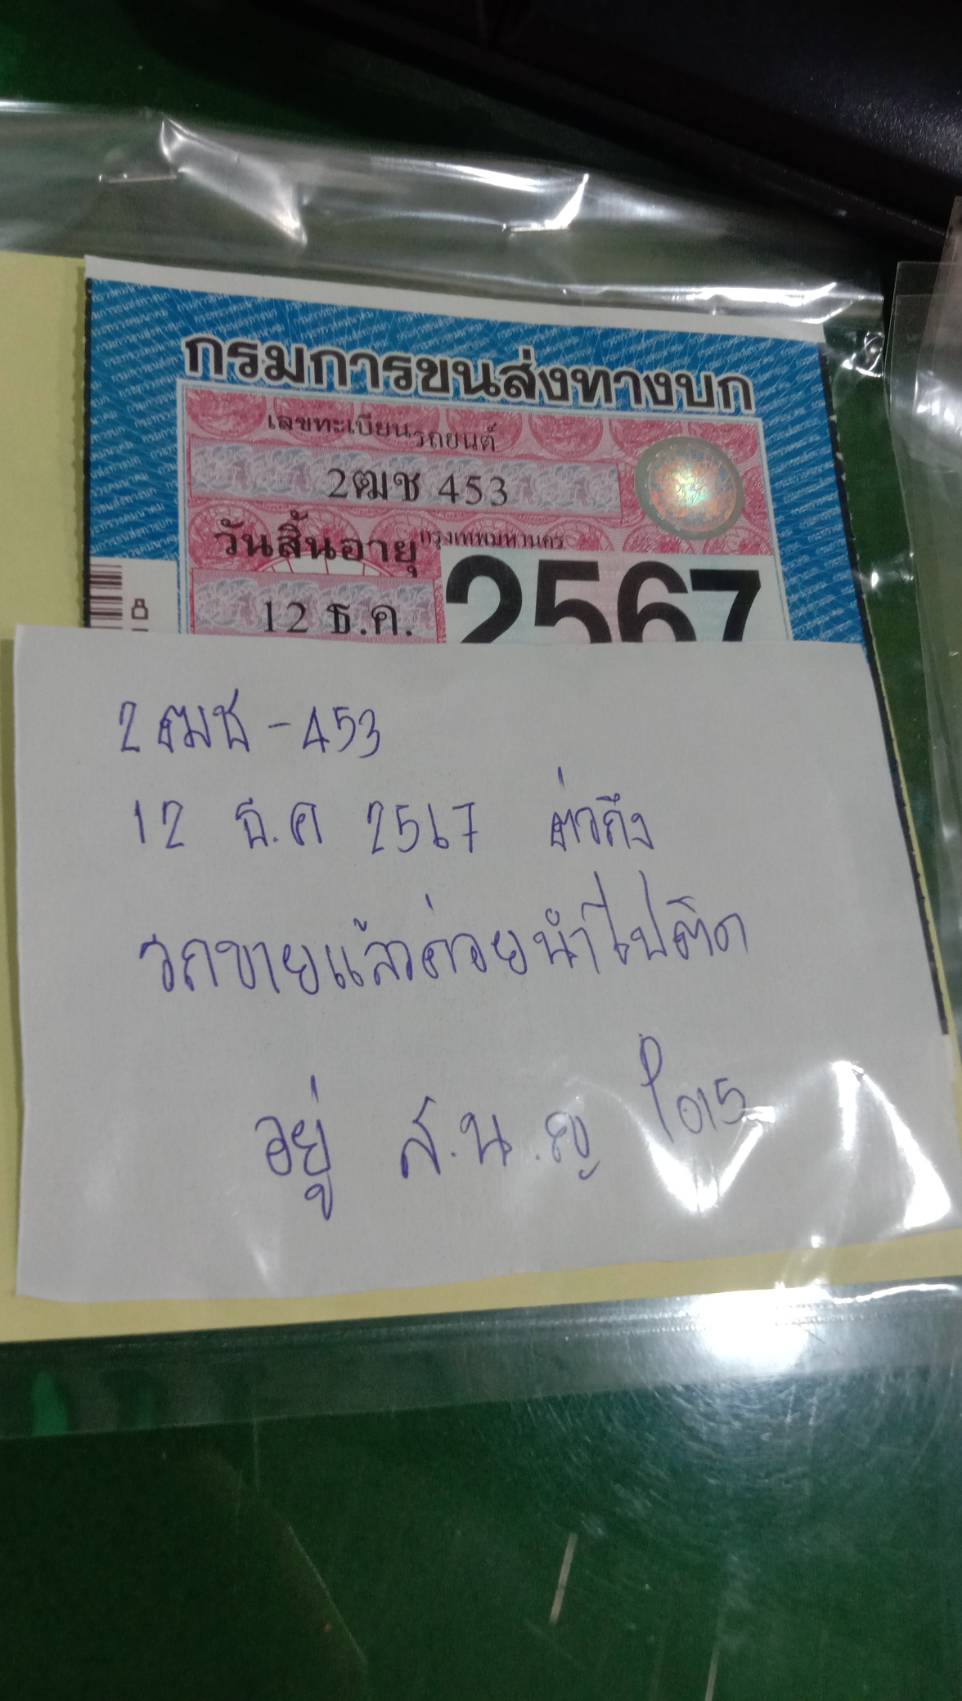 กรมการขนส่งทางบก
เลขทะเบียนรถยนต์
2ฒช 453
วันสิ้นอายุ กรุงเทพมหานคร
12 ธ.ค. 2567
2 ฒช - 453
12 ธ.ค 2567 ต่อถึง
รถขายแล้วค่อยนำไปติด
อยู่ ส.น.ญ